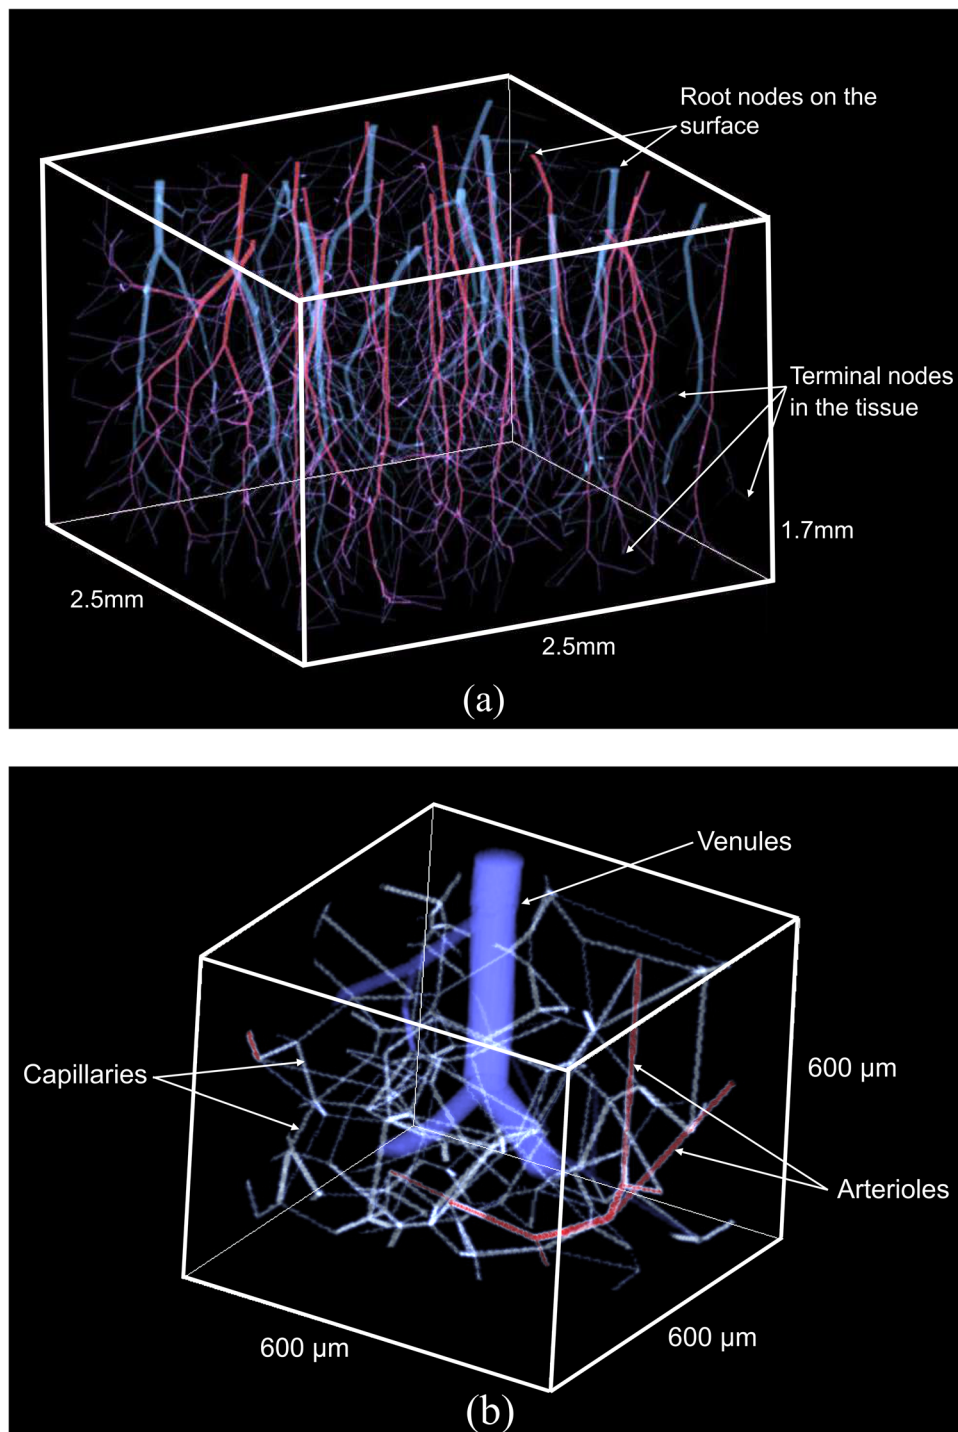 Root nodes on the
surface
Terminal nodes
in the tissue
1.7mm
2.5mm
2.5mm
(a)
Venules
Capillaries
600 μm
Arterioles
600 μm
600 μm
(b)